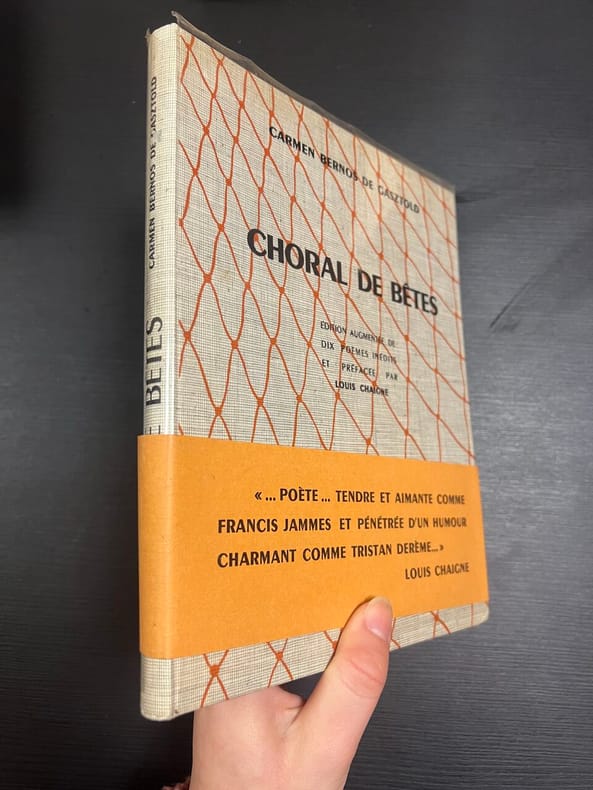 CARMEN BERNOS DE GASZTOLD
BÊTES
CARMEN BERNOS DE GASZTOLD
CHORAL DE BÊTES
EDITION AUGMENTÉE DE
DIX POÈMES INÉDITS
ET PRÉFACÉE PAR
LOUIS CHAIGNE
« ... POÈTE ... TENDRE ET AIMANTE COMME
FRANCIS JAMMES ET PÉNÉTRÉE D'UN HUMOUR
CHARMANT COMME TRISTAN DERÈME... »
LOUIS CHAIGNE